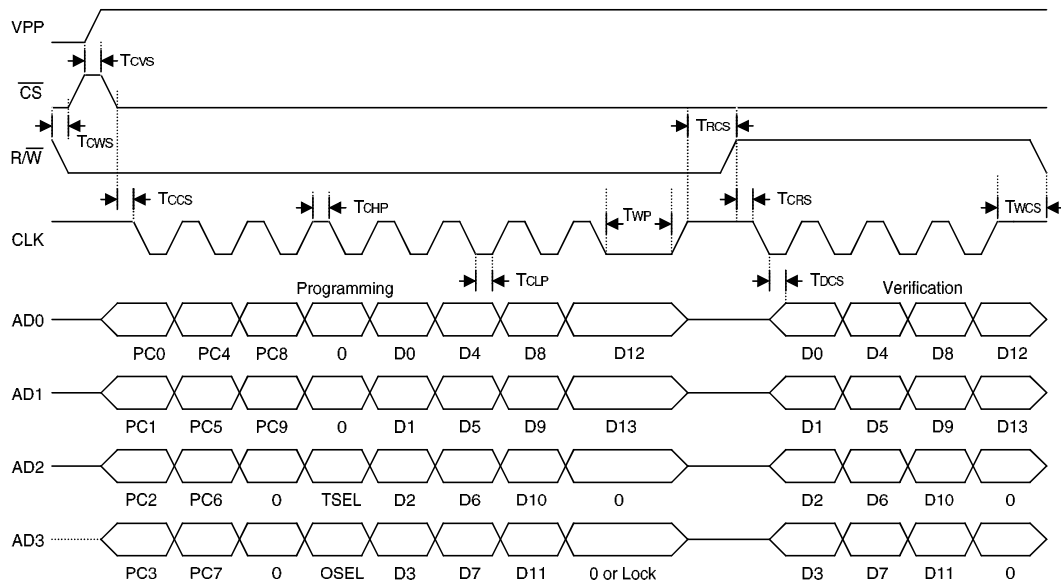 VPP
TCVS
CS
TCWS
TRCS
R/W
TCCS
TCHP
TWP
TCRS
TWCS
CLK
TCLP
TDCS
Programming
Verification
AD0
PC0 PC4 PC8 0 D0 D4 D8 D12 D0 D4 D8 D12
AD1
PC1 PC5 PC9 0 D1 D5 D9 D13 D1 D5 D9 D13
AD2
PC2 PC6 0 TSEL D2 D6 D10 0 D2 D6 D10 0
AD3
PC3 PC7 0 OSEL D3 D7 D11 0 or Lock D3 D7 D11 0